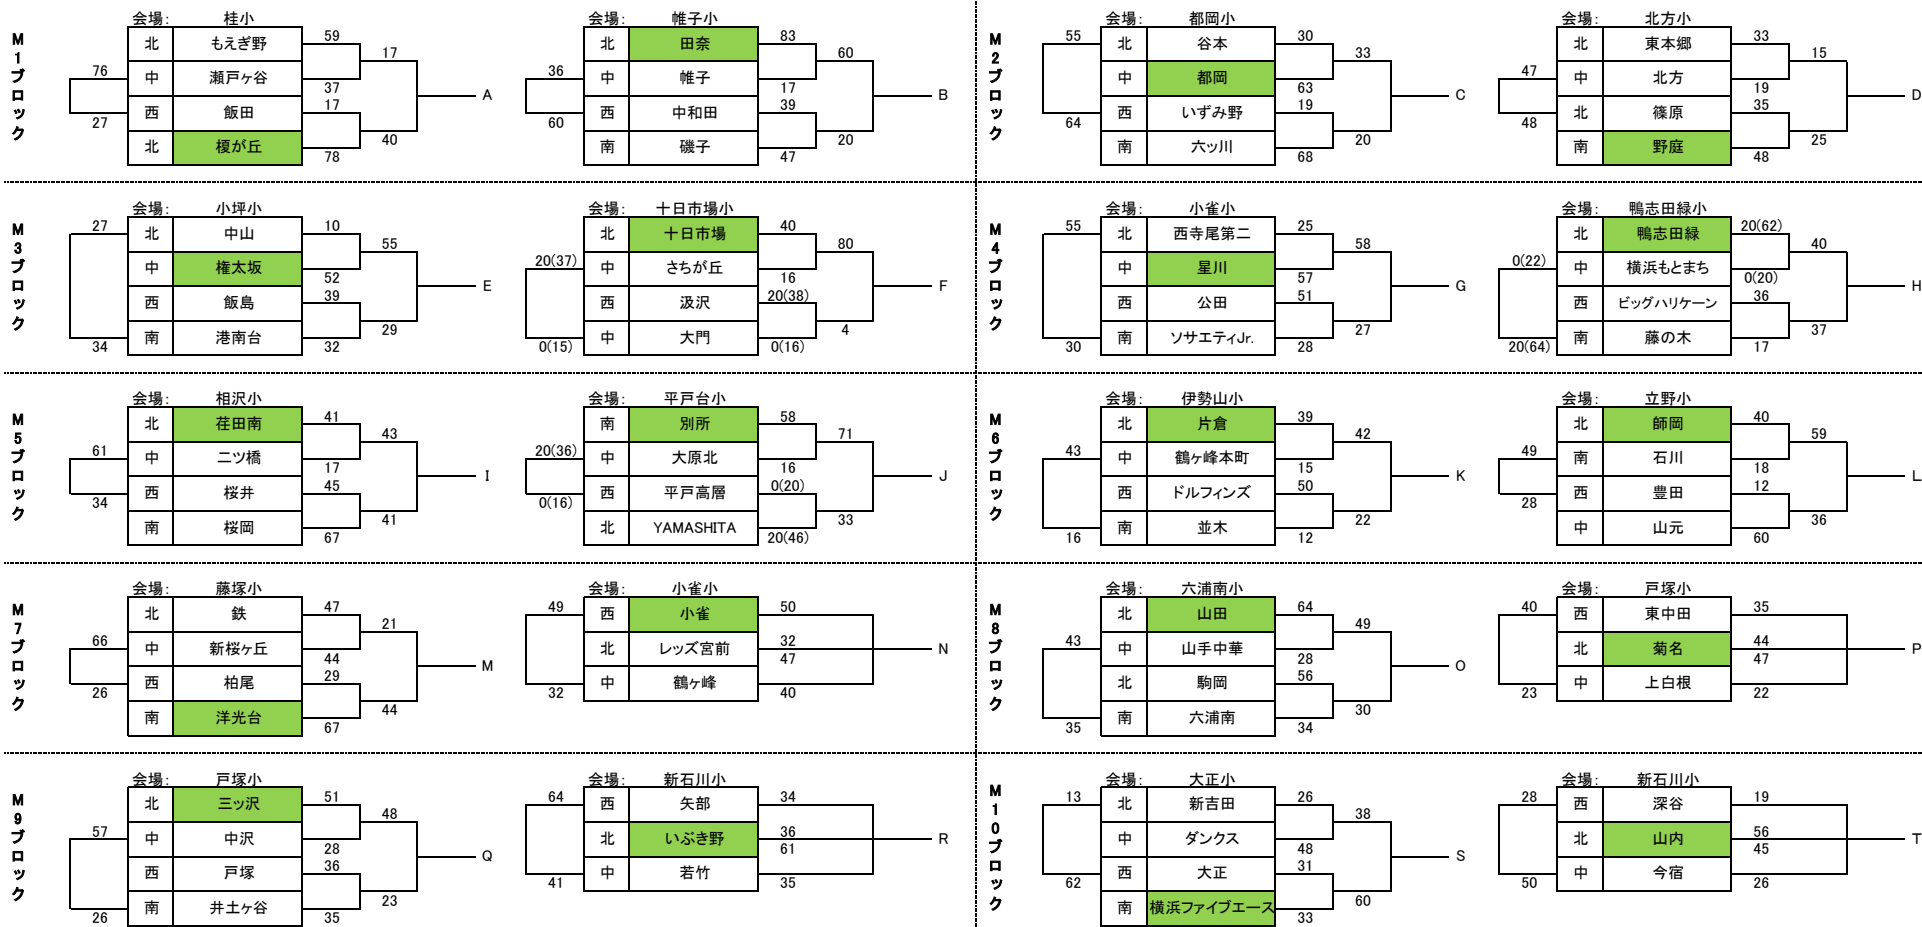 M1ブロック
会場： 桂小
北 もえぎ野 59
17
76 中 瀬戸ヶ谷 37
A
27 西 飯田 17
40
北 榎が丘 78
会場： 帷子小
北 田奈 83
60
36 中 帷子 17
B
60 西 中和田 39
20
南 磯子 47
M2ブロック
会場： 都岡小
55 北 谷本 30
33
中 都岡 63
C
64 西 いずみ野 19
20
南 六ッ川 68
会場： 北方小
北 東本郷 33
15
47 中 北方 19
D
48 北 篠原 35
25
南 野庭 48
M3ブロック
会場： 小坪小
27 北 中山 10
55
中 権太坂 52
E
西 飯島 39
29
34 南 港南台 32
会場： 十日市場小
北 十日市場 40
80
20(37) 中 さちが丘 16
F
西 汲沢 20(38)
4
0(15) 中 大門 0(16)
M4ブロック
会場： 小雀小
55 北 西寺尾第二 25
58
中 星川 57
G
西 公田 51
27
30 南 ソサエティJr. 28
会場： 鴨志田緑小
北 鴨志田緑 20(62)
40
0(22) 中 横浜もとまち 0(20)
H
西 ビッグハリケーン 36
37
20(64) 南 藤の木 17
M5ブロック
会場： 相沢小
北 荏田南 41
43
61 中 二ツ橋 17
I
34 西 桜井 45
41
南 桜岡 67
会場： 平戸台小
南 別所 58
71
20(36) 中 大原北 16
J
0(16) 西 平戸高層 0(20)
33
北 YAMASHITA 20(46)
M6ブロック
会場： 伊勢山小
北 片倉 39
42
43 中 鶴ヶ峰本町 15
K
西 ドルフィンズ 50
22
16 南 並木 12
会場： 立野小
北 師岡 40
59
49 南 石川 18
L
28 西 豊田 12
36
中 山元 60
M7ブロック
会場： 藤塚小
北 鉄 47
21
66 中 新桜ヶ丘 44
M
26 西 柏尾 29
44
南 洋光台 67
会場： 小雀小
49 西 小雀 50
北 レッズ宮前 32
47
N
32 中 鶴ヶ峰 40
M8ブロック
会場： 六浦南小
北 山田 64
49
43 中 山手中華 28
O
北 駒岡 56
30
35 南 六浦南 34
会場： 戸塚小
40 西 東中田 35
北 菊名 44
47
P
23 中 上白根 22
M9ブロック
会場： 戸塚小
北 三ッ沢 51
48
57 中 中沢 28
Q
西 戸塚 36
23
26 南 井土ヶ谷 35
会場： 新石川小
64 西 矢部 34
北 いぶき野 36
61
R
41 中 若竹 35
M10ブロック
会場： 大正小
13 北 新吉田 26
38
中 ダンクス 48
S
62 西 大正 31
60
南 横浜ファイブエース 33
会場： 新石川小
28 西 深谷 19
北 山内 56
45
T
50 中 今宿 26